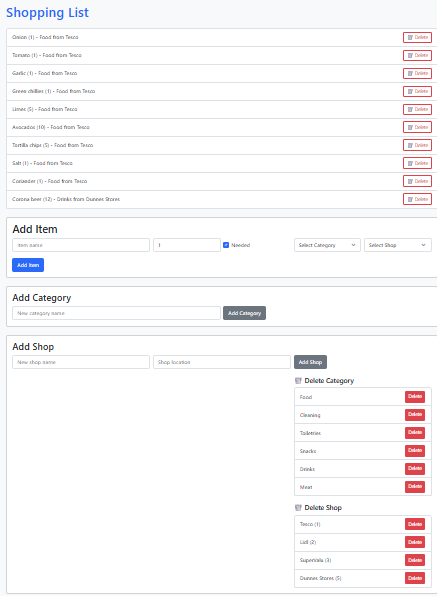 Shopping List
Onion (1) - Food from Tesco Delete
Tomato (1) - Food from Tesco Delete
Garlic (1) - Food from Tesco Delete
Green chillies (1) - Food from Tesco Delete
Limes (5) - Food from Tesco Delete
Avocados (10) - Food from Tesco Delete
Tortilla chips (5) - Food from Tesco Delete
Salt (1) - Food from Tesco Delete
Coriander (1) - Food from Tesco Delete
Corona beer (12) - Drinks from Dunnes Stores Delete
Add Item
Item name 1 Needed Select Category Select Shop
Add Item
Add Category
New category name Add Category
Add Shop
New shop name Shop location Add Shop
Delete Category
Food Delete
Cleaning Delete
Toiletries Delete
Snacks Delete
Drinks Delete
Meat Delete
Delete Shop
Tesco (1) Delete
Lidl (2) Delete
SuperValu (3) Delete
Dunnes Stores (5) Delete